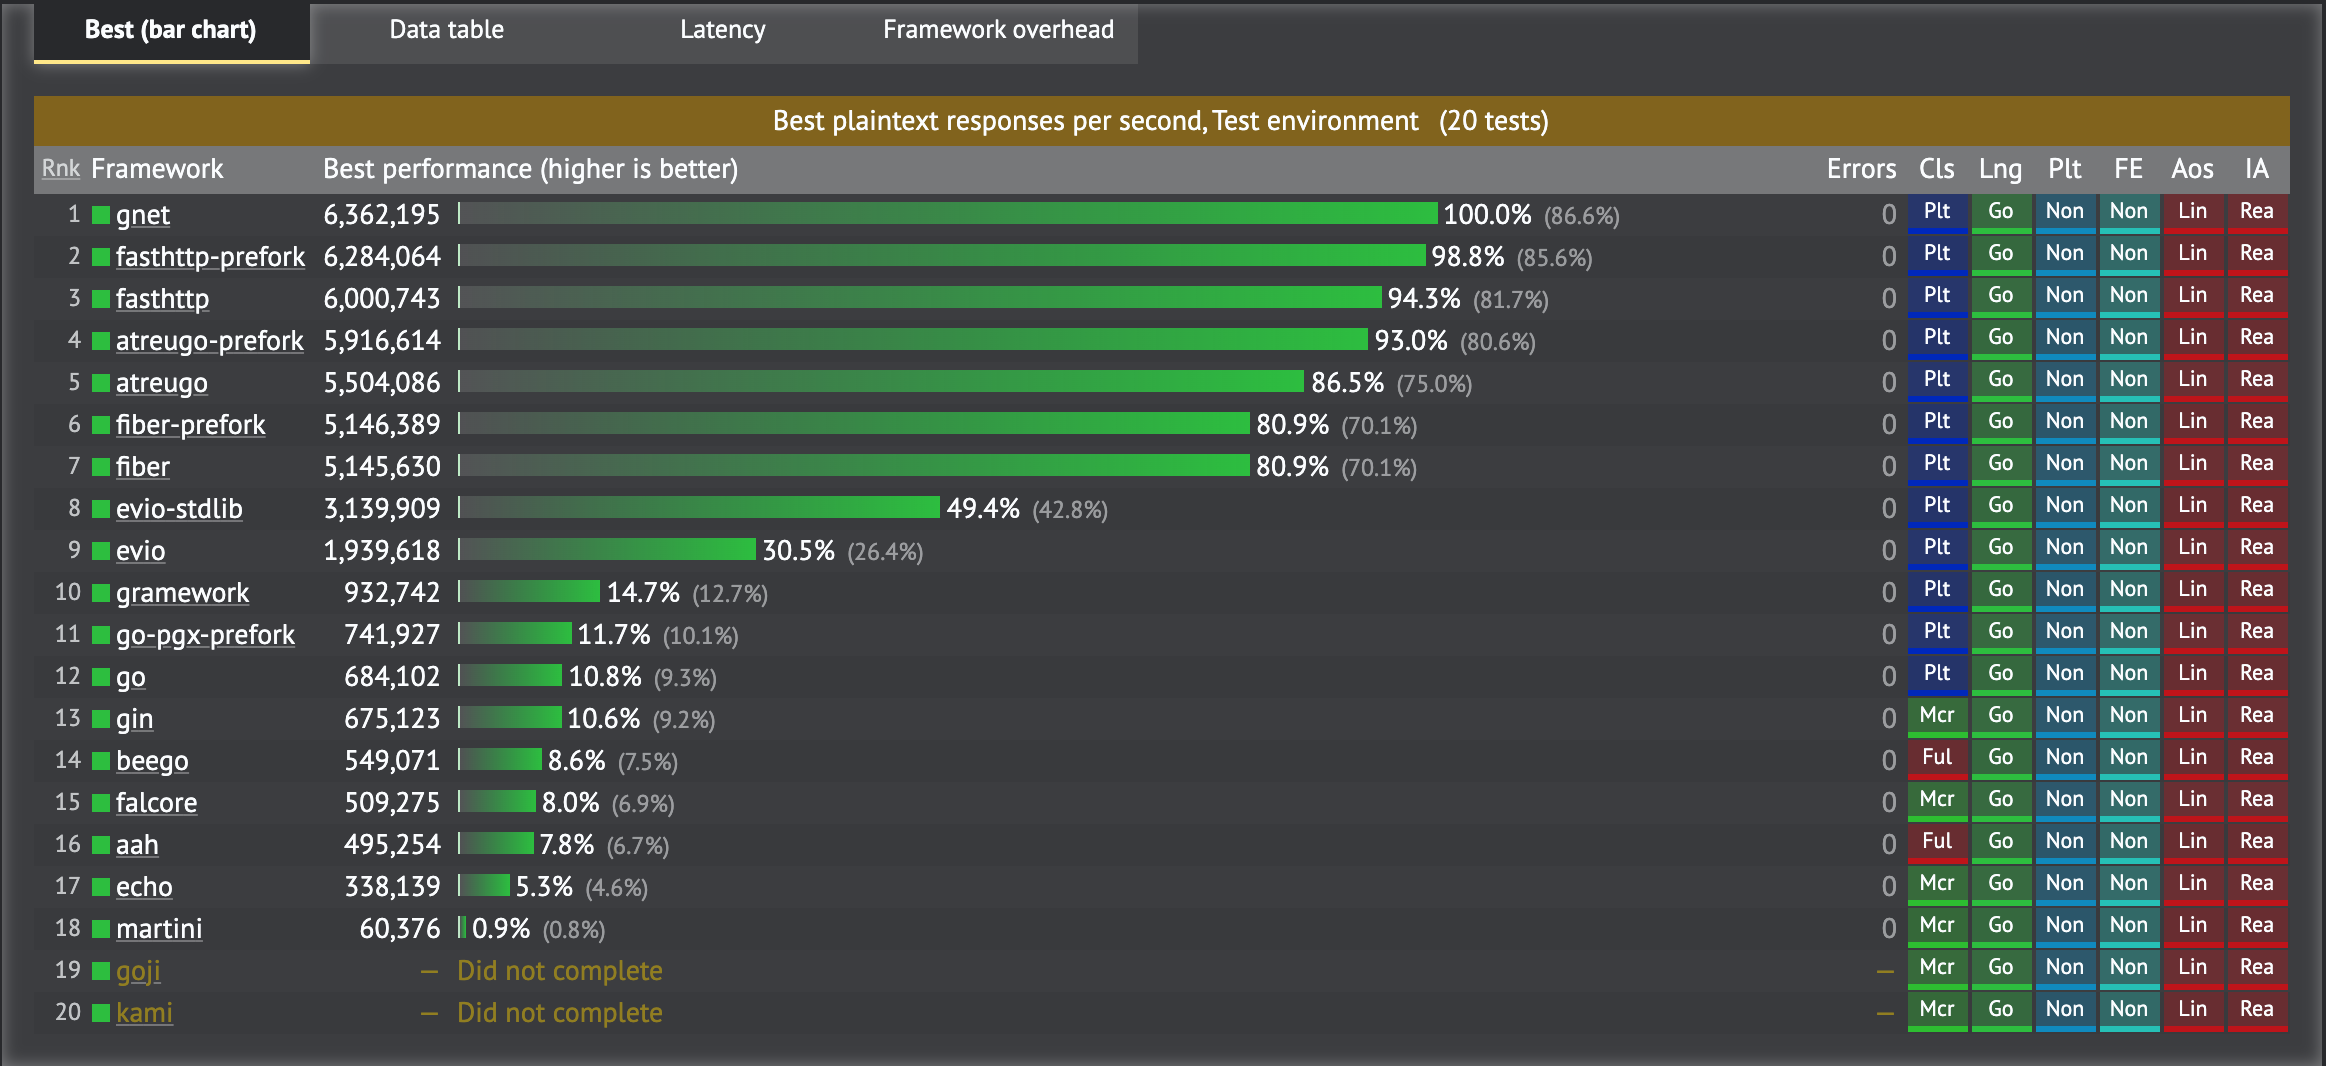 Best (bar chart) Data table Latency Framework overhead
Best plaintext responses per second, Test environment (20 tests)
Rnk Framework Best performance (higher is better) Errors Cls Lng Plt FE Aos IA
1 gnet 6,362,195 100.0% (86.6%) 0 Plt Go Non Non Lin Rea
2 fasthttp-prefork 6,284,064 98.8% (85.6%) 0 Plt Go Non Non Lin Rea
3 fasthttp 6,000,743 94.3% (81.7%) 0 Plt Go Non Non Lin Rea
4 atreugo-prefork 5,916,614 93.0% (80.6%) 0 Plt Go Non Non Lin Rea
5 atreugo 5,504,086 86.5% (75.0%) 0 Plt Go Non Non Lin Rea
6 fiber-prefork 5,146,389 80.9% (70.1%) 0 Plt Go Non Non Lin Rea
7 fiber 5,145,630 80.9% (70.1%) 0 Plt Go Non Non Lin Rea
8 evio-stdlib 3,139,909 49.4% (42.8%) 0 Plt Go Non Non Lin Rea
9 evio 1,939,618 30.5% (26.4%) 0 Plt Go Non Non Lin Rea
10 gramework 932,742 14.7% (12.7%) 0 Plt Go Non Non Lin Rea
11 go-pgx-prefork 741,927 11.7% (10.1%) 0 Plt Go Non Non Lin Rea
12 go 684,102 10.8% (9.3%) 0 Plt Go Non Non Lin Rea
13 gin 675,123 10.6% (9.2%) 0 Mcr Go Non Non Lin Rea
14 beego 549,071 8.6% (7.5%) 0 Ful Go Non Non Lin Rea
15 falcore 509,275 8.0% (6.9%) 0 Mcr Go Non Non Lin Rea
16 aah 495,254 7.8% (6.7%) 0 Ful Go Non Non Lin Rea
17 echo 338,139 5.3% (4.6%) 0 Mcr Go Non Non Lin Rea
18 martini 60,376 0.9% (0.8%) 0 Mcr Go Non Non Lin Rea
19 goji — Did not complete — Mcr Go Non Non Lin Rea
20 kami — Did not complete — Mcr Go Non Non Lin Rea